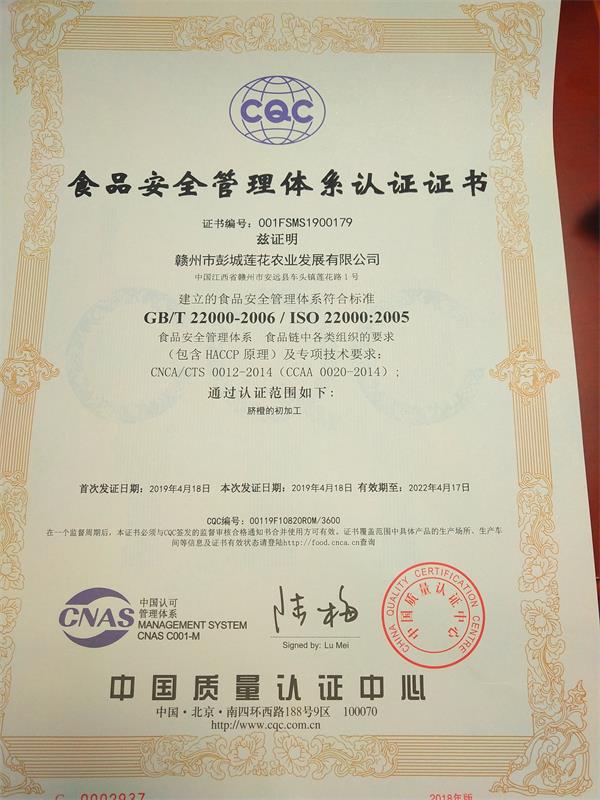 CQC
食品安全管理体系认证证书
证书编号：001FSMS1900179
兹证明
赣州市彭城莲花农业发展有限公司
中国江西省赣州市安远县车头镇莲花路1号
建立的食品安全管理体系符合标准
GB/T 22000-2006 / ISO 22000:2005
食品安全管理体系 食品链中各类组织的要求
（包含 HACCP 原理）及专项技术要求：
CNCA/CTS 0012-2014（CCAA 0020-2014）;
通过认证范围如下：
脐橙的初加工
首次发证日期：2019年4月18日 本次发证日期：2019年4月18日 有效期至：2022年4月17日
CQC编号：00119F10820R0M/3600
在一个监督周期后，本证书必须与CQC签发的监督审核合格通知书合并使用方可有效。证书覆盖范围中具体产品的生产场所、生产车
间等信息及证书有效状态请登陆http://food.cnca.cn查询
CNAS
中国认可
管理体系
MANAGEMENT SYSTEM
CNAS C001-M
陆梅
Signed by: Lu Mei
CHINA QUALITY CERTIFICATION CENTRE
中国质量认证中心
中国质量认证中心
中国·北京·南四环西路188号9区 100070
http://www.cqc.com.cn
C 0002937
2018年版